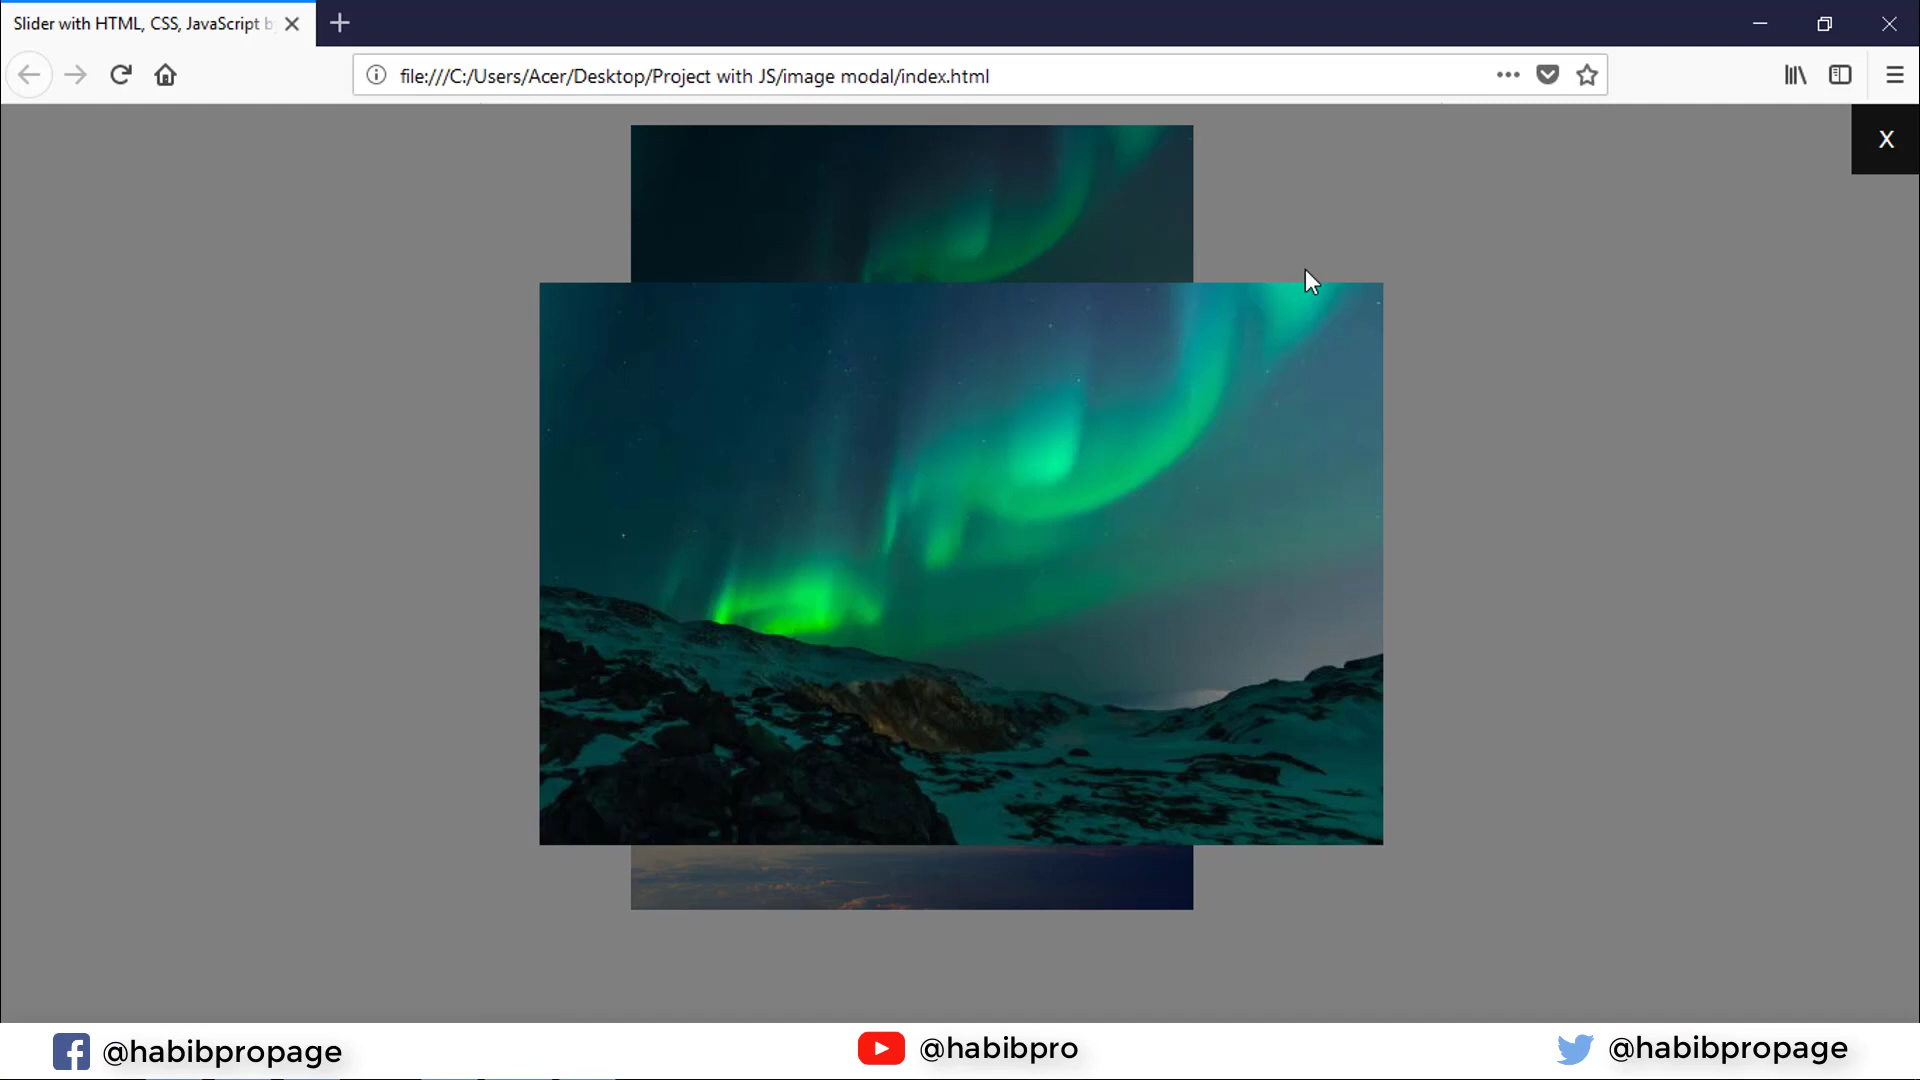 Slider with HTML, CSS, JavaScript b
file:///C:/Users/Acer/Desktop/Project with JS/image modal/index.html
X
@habibpropage
@habibpro
@habibpropage